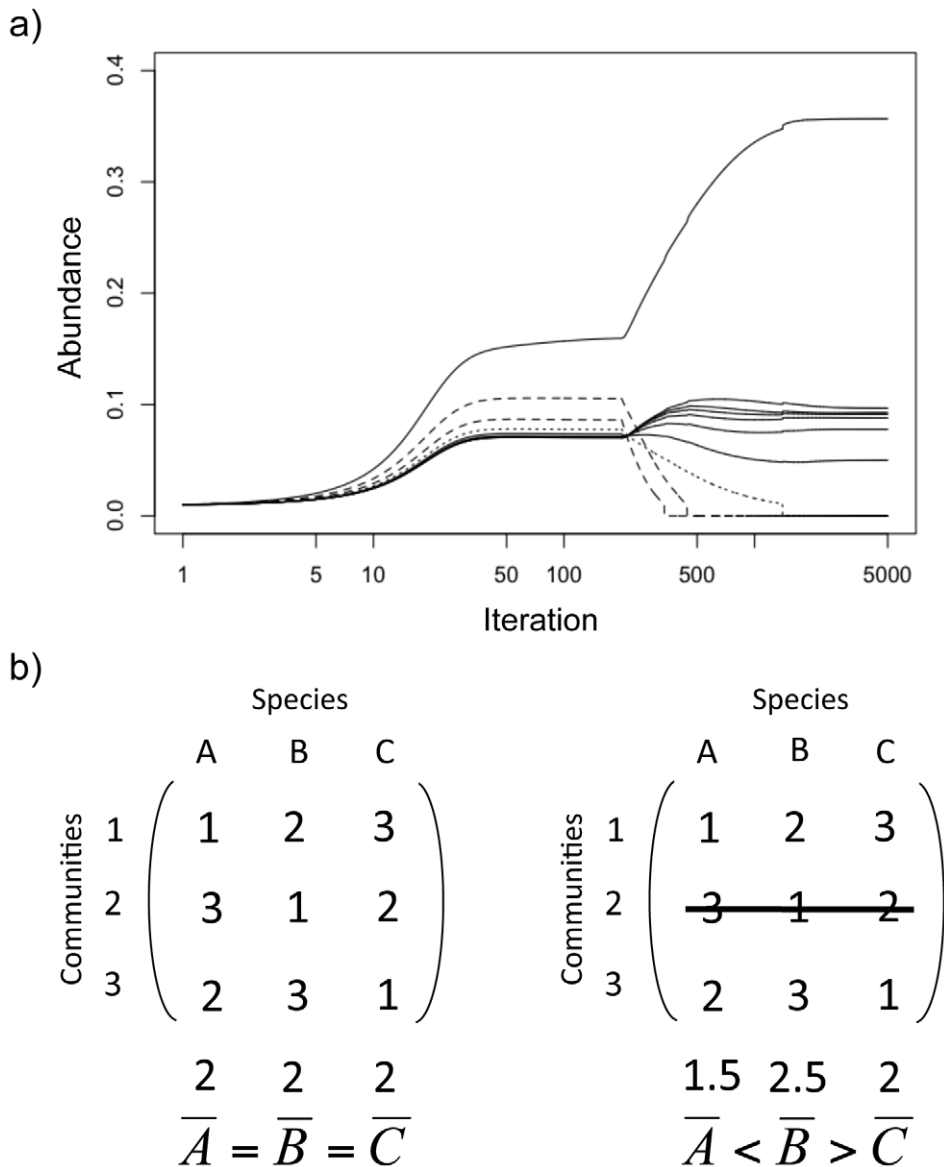 a)
0.4
0.3
0.2
0.1
0.0
Abundance
1 5 10 50 100 500 5000
Iteration
b)
Species
A B C
Communities
1 1 2 3
2 3 1 2
3 2 3 1
2 2 2
A = B = C
Species
A B C
Communities
1 1 2 3
2 3 1 2
3 2 3 1
1.5 2.5 2
A < B > C